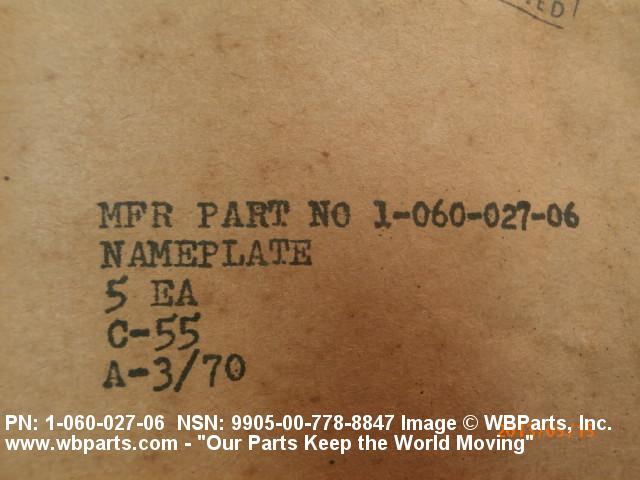 MFR PART NO 1-060-027-06
NAMEPLATE
5 EA
C-55
A-3/70
PN: 1-060-027-06 NSN: 9905-00-778-8847 Image © WBParts, Inc.
www.wbparts.com - "Our Parts Keep the World Moving"